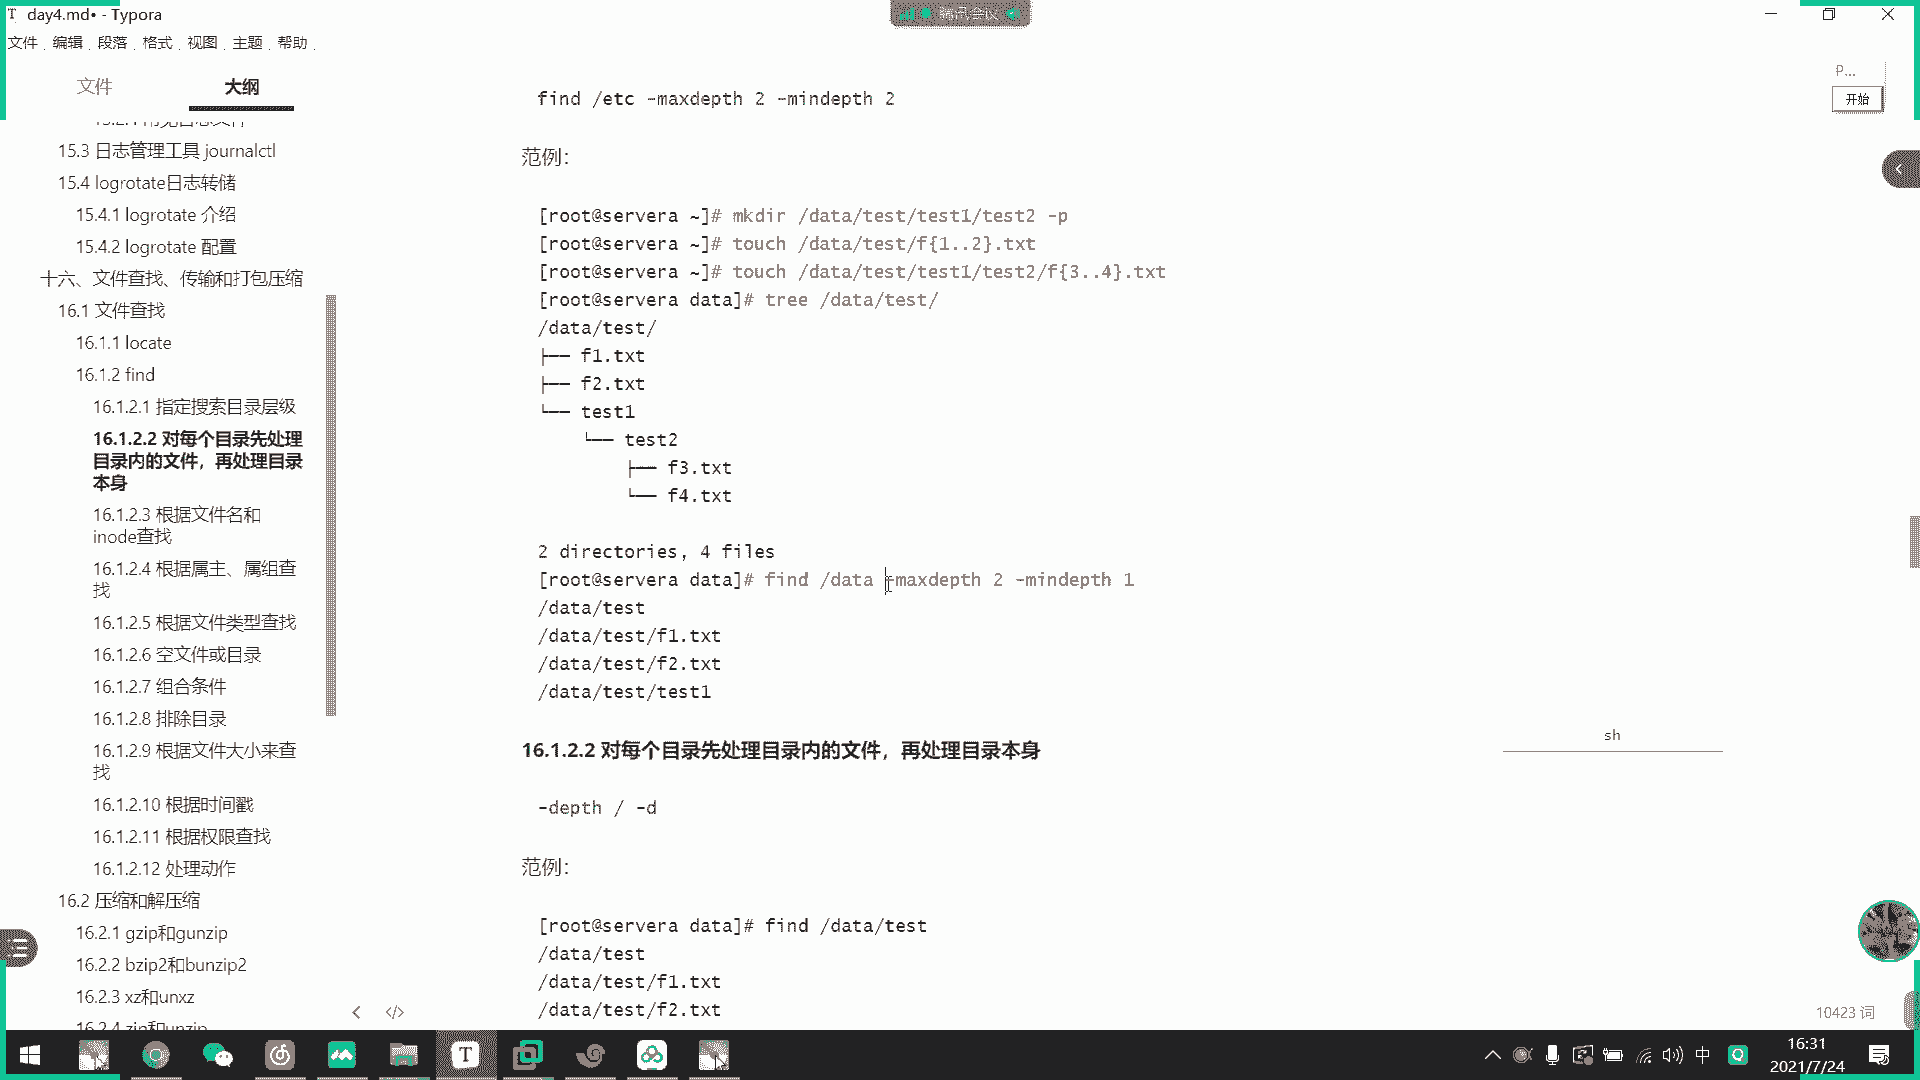 day4.md• - Typora
腾讯会议
文件 编辑 段落 格式 视图 主题 帮助
文件 大纲
15.3 日志管理工具 journalctl
15.4 logrotate日志转储
15.4.1 logrotate 介绍
15.4.2 logrotate 配置
十六、文件查找、传输和打包压缩
16.1 文件查找
16.1.1 locate
16.1.2 find
16.1.2.1 指定搜索目录层级
16.1.2.2 对每个目录先处理
目录内的文件，再处理目录
本身
16.1.2.3 根据文件名和
inode查找
16.1.2.4 根据属主、属组查
找
16.1.2.5 根据文件类型查找
16.1.2.6 空文件或目录
16.1.2.7 组合条件
16.1.2.8 排除目录
16.1.2.9 根据文件大小来查
找
16.1.2.10 根据时间戳
16.1.2.11 根据权限查找
16.1.2.12 处理动作
16.2 压缩和解压缩
16.2.1 gzip和gunzip
16.2.2 bzip2和bunzip2
16.2.3 xz和unxz
16.2.4 zip和unzip
find /etc -maxdepth 2 -mindepth 2
范例：
[root@servera ~]# mkdir /data/test/test1/test2 -p
[root@servera ~]# touch /data/test/f{1..2}.txt
[root@servera ~]# touch /data/test/test1/test2/f{3..4}.txt
[root@servera data]# tree /data/test/
/data/test/
├── f1.txt
├── f2.txt
└── test1
└── test2
├── f3.txt
└── f4.txt
2 directories, 4 files
[root@servera data]# find /data -maxdepth 2 -mindepth 1
/data/test
/data/test/f1.txt
/data/test/f2.txt
/data/test/test1
16.1.2.2 对每个目录先处理目录内的文件，再处理目录本身
sh
-depth / -d
范例：
[root@servera data]# find /data/test
/data/test
/data/test/f1.txt
/data/test/f2.txt
P...
开始
10423 词
中
16:31
2021/7/24